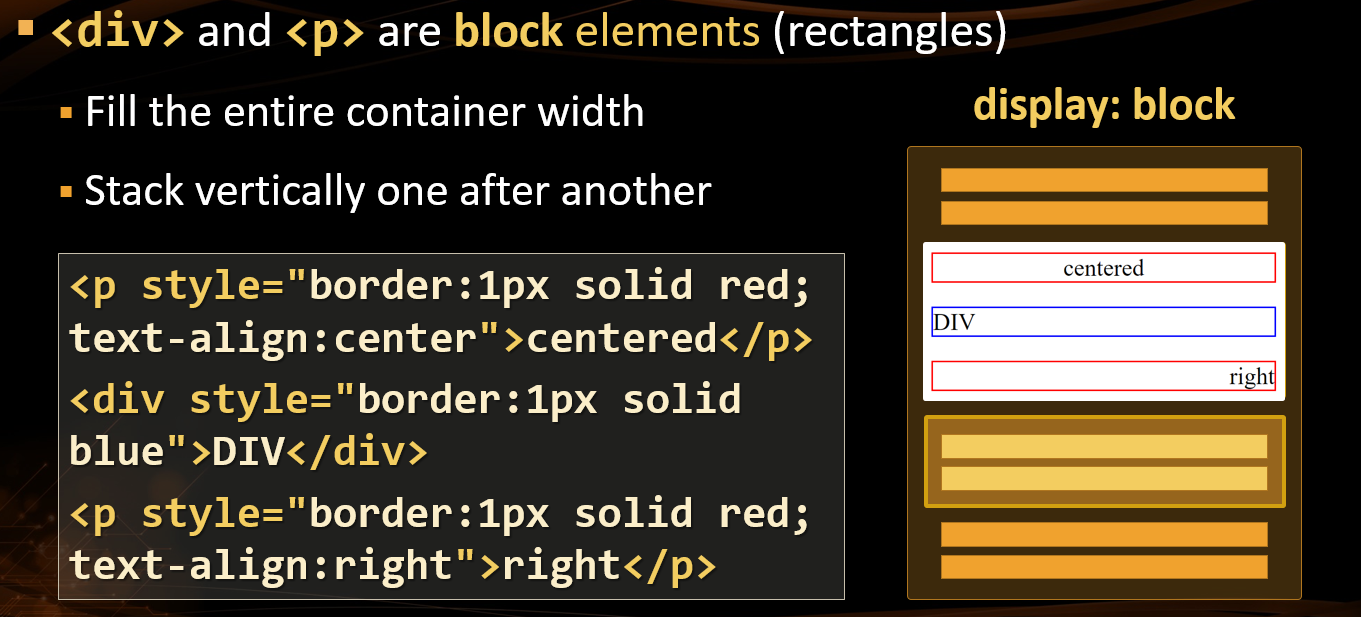 <div> and <p> are block elements (rectangles)
Fill the entire container width
Stack vertically one after another
<p style="border:1px solid red;
text-align:center">centered</p>
<div style="border:1px solid
blue">DIV</div>
<p style="border:1px solid red;
text-align:right">right</p>
display: block
centered
DIV
right